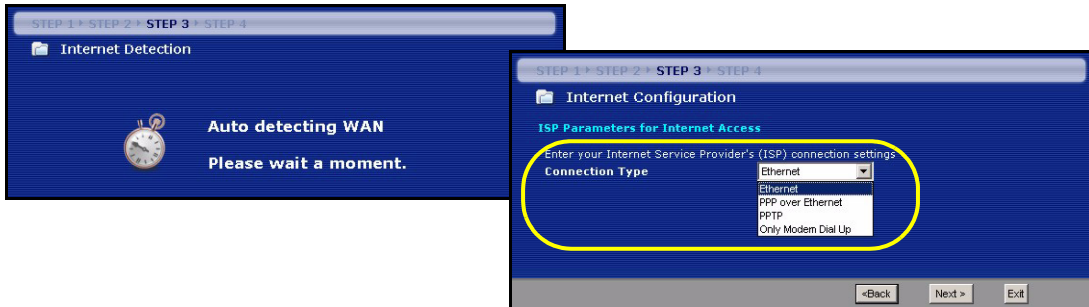 STEP 1 STEP 2 STEP 3 STEP 4
Internet Detection
Auto detecting WAN
Please wait a moment.
STEP 1 STEP 2 STEP 3 STEP 4
Internet Configuration
ISP Parameters for Internet Access
Enter your Internet Service Provider's (ISP) connection settings
Connection Type Ethernet
Ethernet
PPP over Ethernet
PPTP
Only Modem Dial Up
<Back Next > Exit